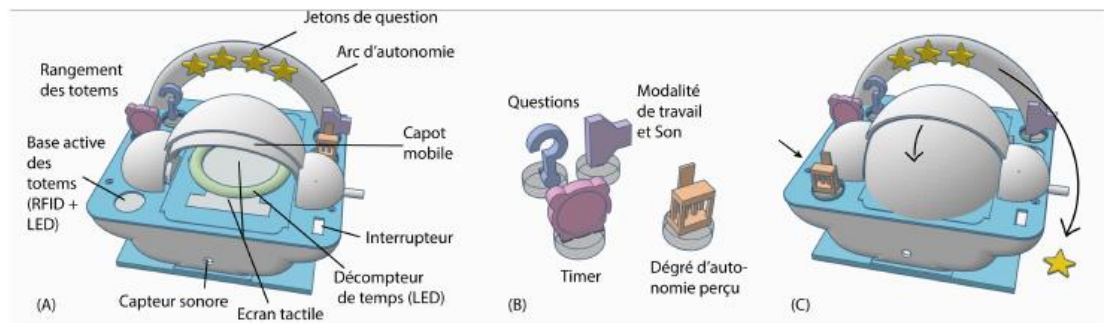 Jetons de question
Arc d'autonomie
Rangement
des totems
Base active
des
totems
(RFID +
LED)
Capot
mobile
Interrupteur
Décompteur
de temps (LED)
Capteur sonore
Ecran tactile
(A)
Questions
Modalité
de travail
et Son
Timer
Dégré d'auto-
nomie perçu
(B)
(C)